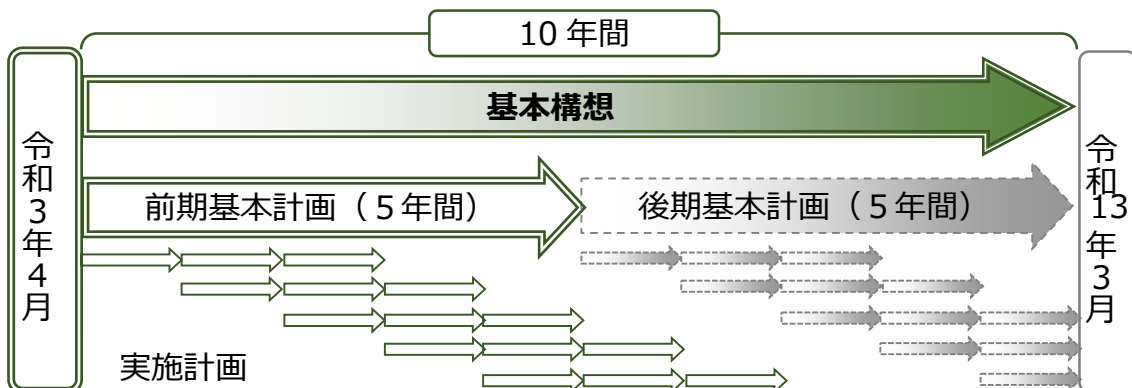 10 年間
基本構想
令和３年４月
前期基本計画（５年間）
後期基本計画（５年間）
令和13年３月
実施計画